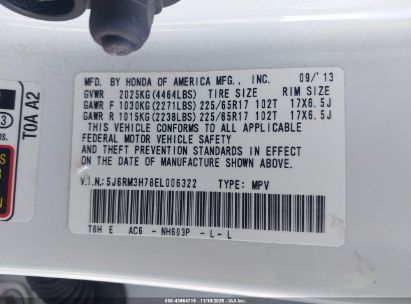 MFD. BY HONDA OF AMERICA MFG., INC. 09/'13
GVWR 2025KG(4464LBS) TIRE SIZE RIM SIZE
GAWR F 1030KG(2271LBS) 225/65R17 102T 17X6.5J
GAWR R 1015KG(2238LBS) 225/65R17 102T 17X6.5J
THIS VEHICLE CONFORMS TO ALL APPLICABLE
FEDERAL MOTOR VEHICLE SAFETY
AND THEFT PREVENTION STANDARDS IN EFFECT ON
THE DATE OF MANUFACTURE SHOWN ABOVE.
V.I.N.:5J6RM3H78EL006322 TYPE: MPV
T0H E AC6 - NH603P - L - L
T0A A2
3
os.